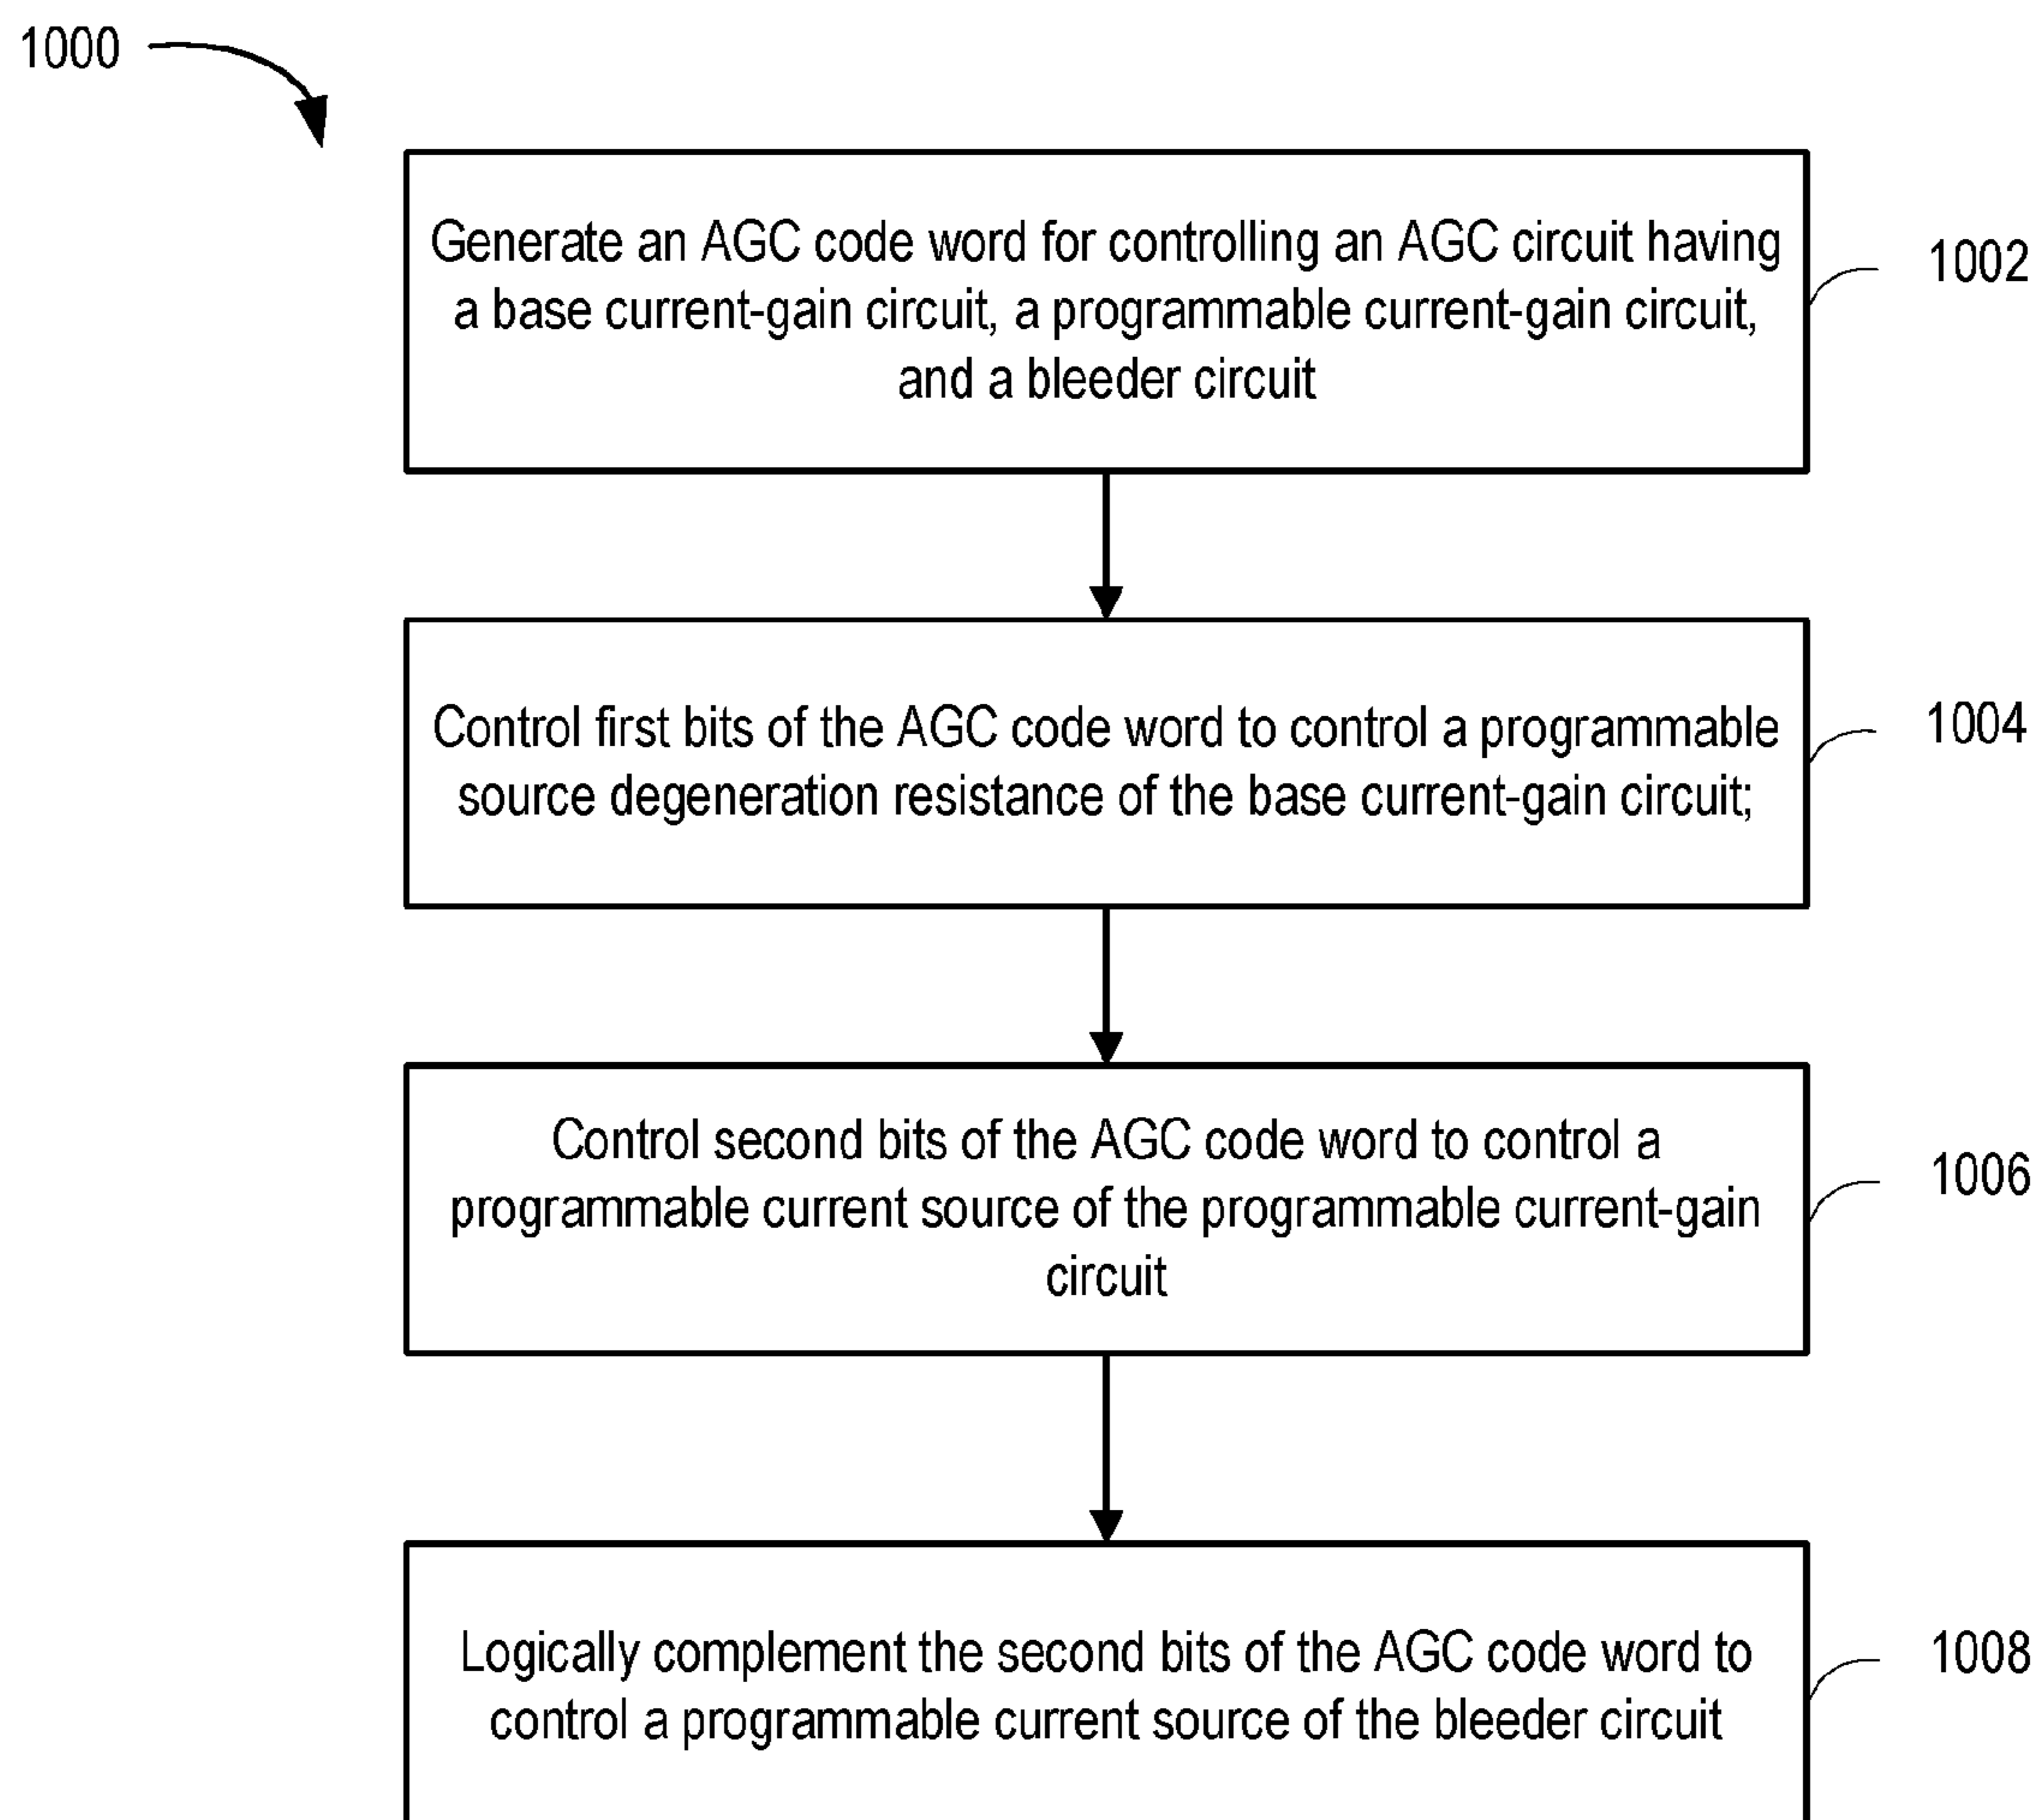 1000
Generate an AGC code word for controlling an AGC circuit having
a base current-gain circuit, a programmable current-gain circuit,
and a bleeder circuit
1002
Control first bits of the AGC code word to control a programmable
source degeneration resistance of the base current-gain circuit;
1004
Control second bits of the AGC code word to control a
programmable current source of the programmable current-gain
circuit
1006
Logically complement the second bits of the AGC code word to
control a programmable current source of the bleeder circuit
1008